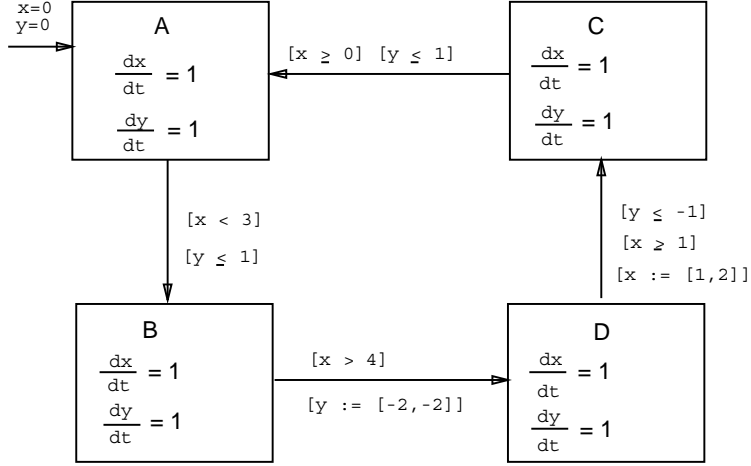 x=0
y=0
A
dx/dt = 1
dy/dt = 1
[x ≥ 0] [y ≤ 1]
C
dx/dt = 1
dy/dt = 1
[x < 3]
[y ≤ 1]
[y ≤ -1]
[x ≥ 1]
[x := [1,2]]
B
dx/dt = 1
dy/dt = 1
[x > 4]
[y := [-2,-2]]
D
dx/dt = 1
dy/dt = 1